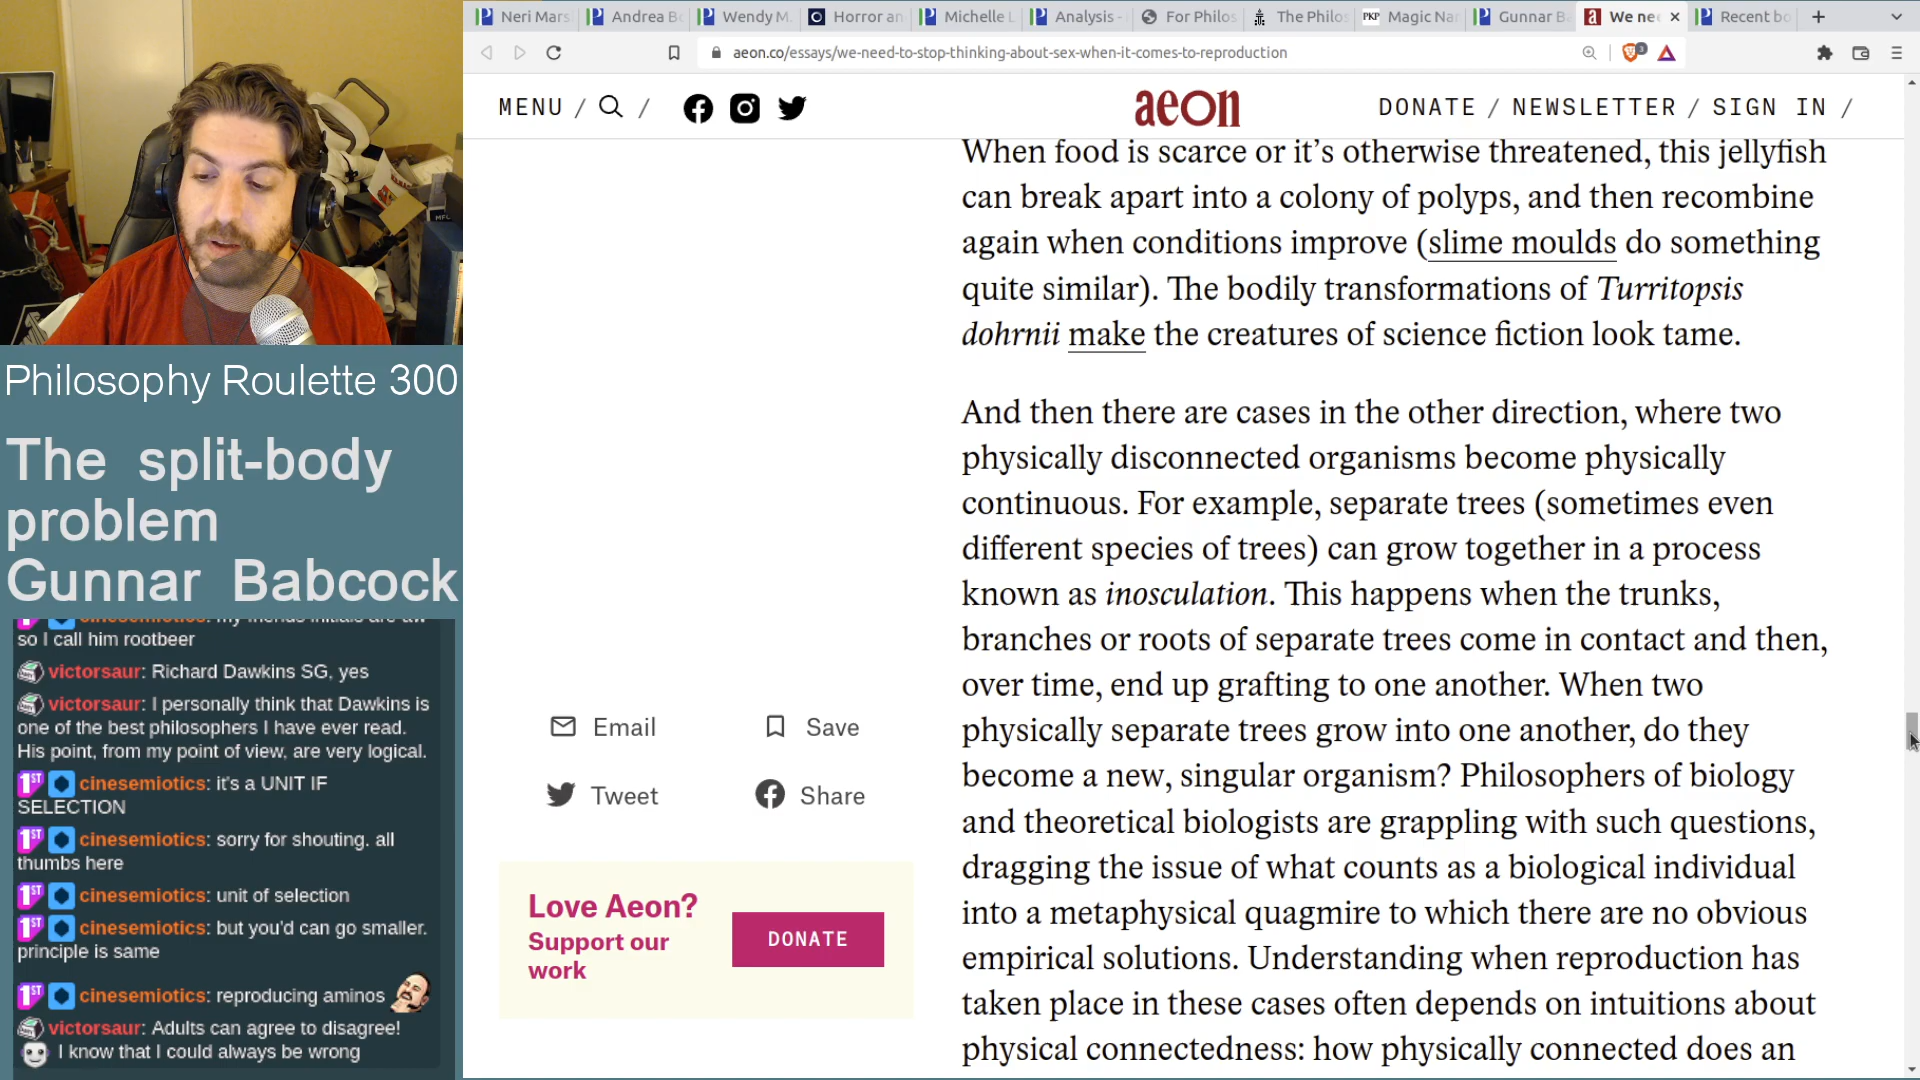 Neri Mars
Andrea Bo
Wendy M.
Horror an
Michelle L
Analysis -
For Philos
The Philos
PKP Magic Nar
Gunnar Ba
We nee
Recent bo
aeon.co/essays/we-need-to-stop-thinking-about-sex-when-it-comes-to-reproduction
MENU /
/
aeon
DONATE / NEWSLETTER / SIGN IN /
When food is scarce or it’s otherwise threatened, this jellyfish
can break apart into a colony of polyps, and then recombine
again when conditions improve (slime moulds do something
quite similar). The bodily transformations of Turritopsis
dohrnii make the creatures of science fiction look tame.
And then there are cases in the other direction, where two
physically disconnected organisms become physically
continuous. For example, separate trees (sometimes even
different species of trees) can grow together in a process
known as inosculation. This happens when the trunks,
branches or roots of separate trees come in contact and then,
over time, end up grafting to one another. When two
physically separate trees grow into one another, do they
become a new, singular organism? Philosophers of biology
and theoretical biologists are grappling with such questions,
dragging the issue of what counts as a biological individual
into a metaphysical quagmire to which there are no obvious
empirical solutions. Understanding when reproduction has
taken place in these cases often depends on intuitions about
physical connectedness: how physically connected does an
Email
Save
Tweet
Share
Love Aeon?
Support our
work
DONATE
Philosophy Roulette 300
The split-body
problem
Gunnar Babcock
cinesemiotics: my friends initials are aw
so I call him rootbeer
victorsaur: Richard Dawkins SG, yes
victorsaur: I personally think that Dawkins is
one of the best philosophers I have ever read.
His point, from my point of view, are very logical.
1ST cinesemiotics: it's a UNIT IF
SELECTION
1ST cinesemiotics: sorry for shouting. all
thumbs here
1ST cinesemiotics: unit of selection
1ST cinesemiotics: but you'd can go smaller.
principle is same
1ST cinesemiotics: reproducing aminos
victorsaur: Adults can agree to disagree!
I know that I could always be wrong